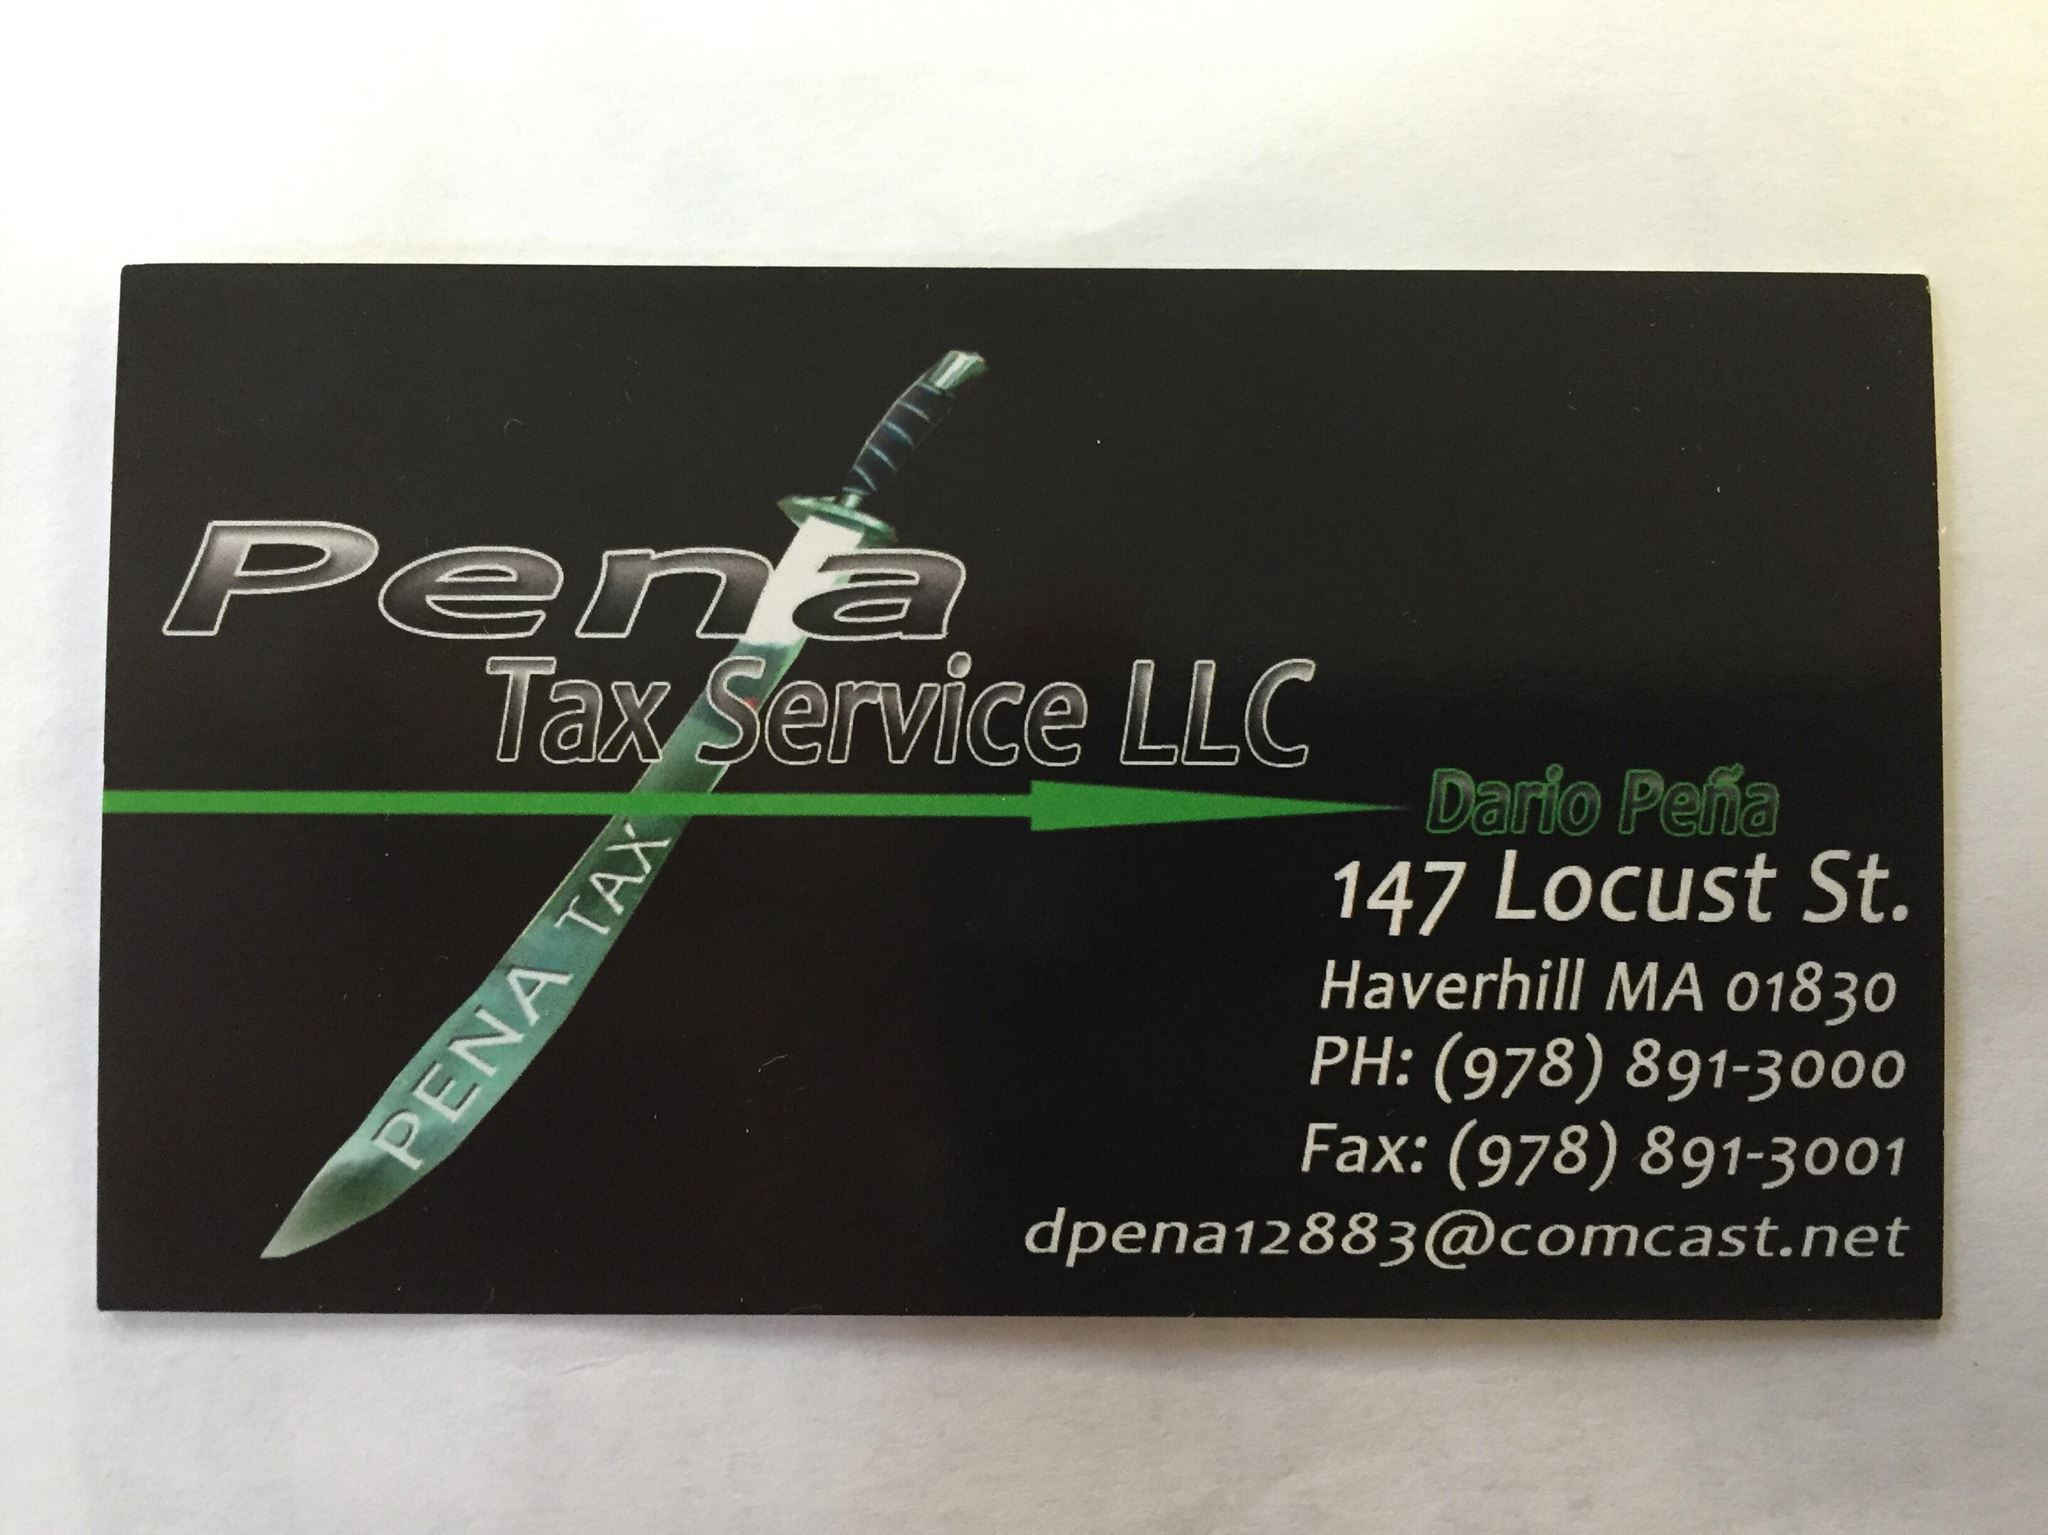 Pena
Tax Service LLC
PENA TAX
Dario Peña
147 Locust St.
Haverhill MA 01830
PH: (978) 891-3000
Fax: (978) 891-3001
dpena12883@comcast.net